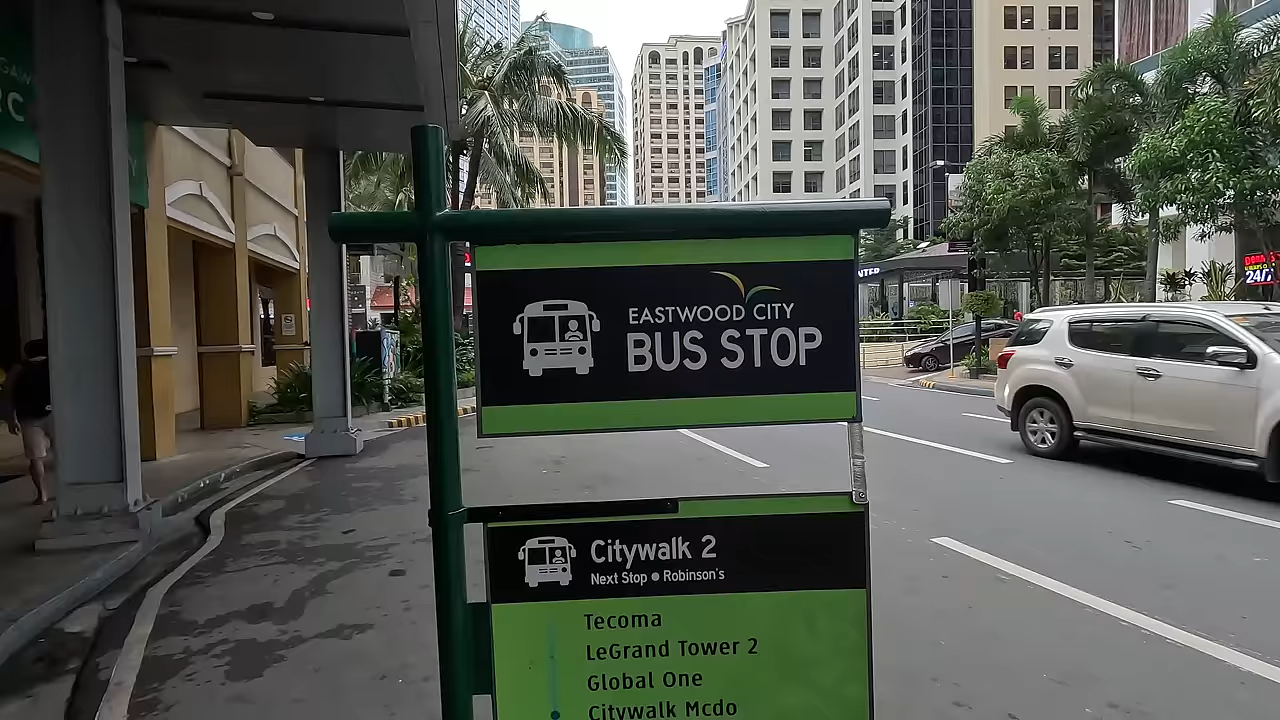 EASTWOOD CITY
BUS STOP
Citywalk 2
Next Stop Robinson's
Tecoma
LeGrand Tower 2
Global One
Citywalk Mcdo
24/7